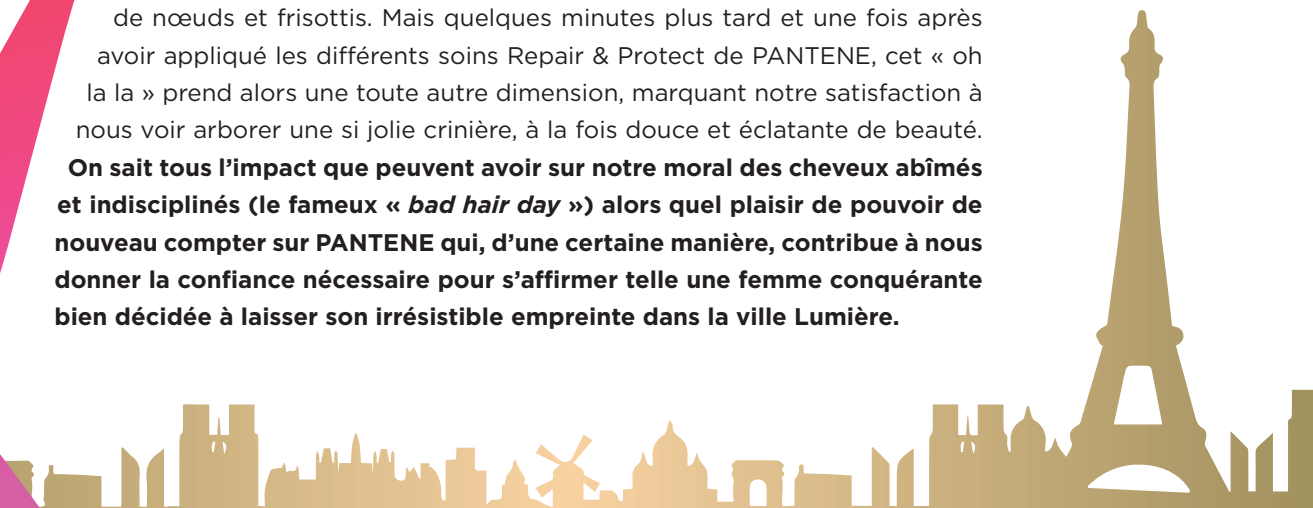 de nœuds et frisottis. Mais quelques minutes plus tard et une fois après
avoir appliqué les différents soins Repair & Protect de PANTENE, cet « oh
la la » prend alors une toute autre dimension, marquant notre satisfaction à
nous voir arborer une si jolie crinière, à la fois douce et éclatante de beauté.
On sait tous l’impact que peuvent avoir sur notre moral des cheveux abîmés
et indisciplinés (le fameux « bad hair day ») alors quel plaisir de pouvoir de
nouveau compter sur PANTENE qui, d’une certaine manière, contribue à nous
donner la confiance nécessaire pour s’affirmer telle une femme conquérante
bien décidée à laisser son irrésistible empreinte dans la ville Lumière.